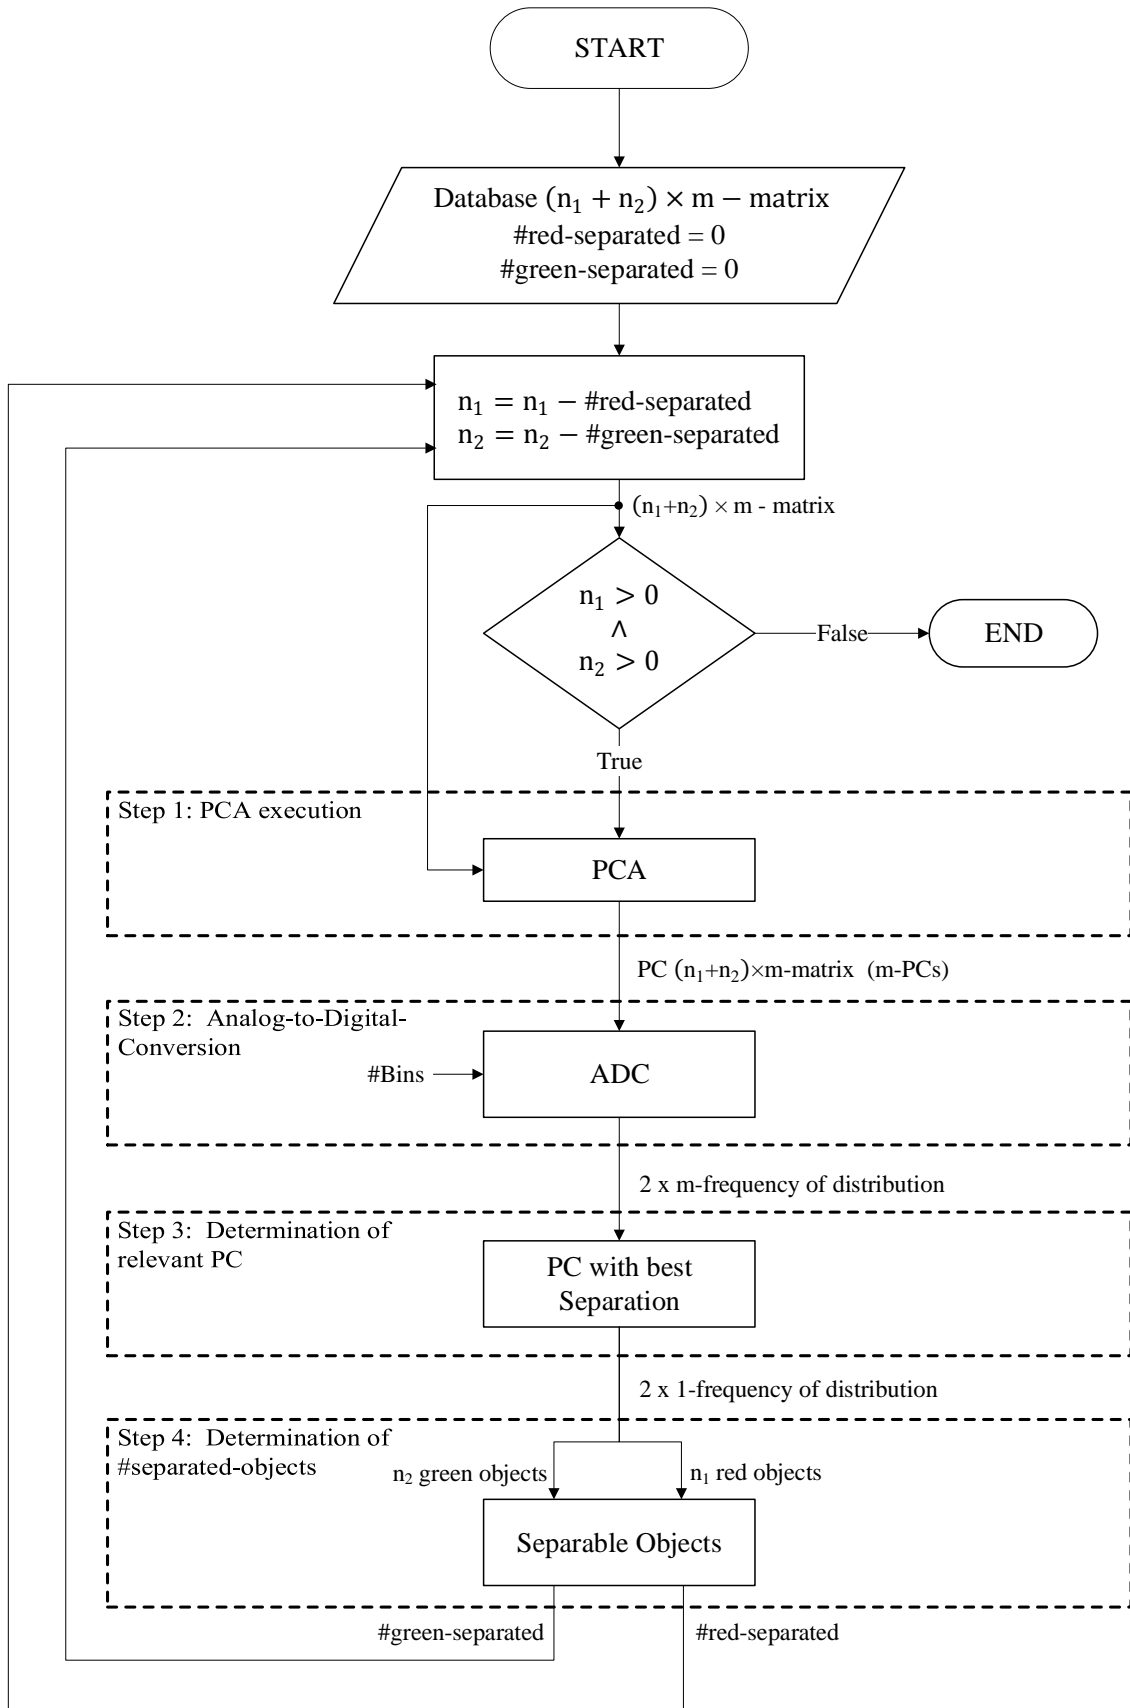 START
Database (n₁ + n₂) × m − matrix
#red-separated = 0
#green-separated = 0
n₁ = n₁ − #red-separated
n₂ = n₂ − #green-separated
(n₁+n₂) × m - matrix
n₁ > 0
∧
n₂ > 0
False
END
True
Step 1: PCA execution
PCA
PC (n₁+n₂)×m-matrix (m-PCs)
Step 2: Analog-to-Digital-
Conversion
#Bins
ADC
2 x m-frequency of distribution
Step 3: Determination of
relevant PC
PC with best
Separation
2 x 1-frequency of distribution
Step 4: Determination of
#separated-objects
n₂ green objects
n₁ red objects
Separable Objects
#green-separated
#red-separated